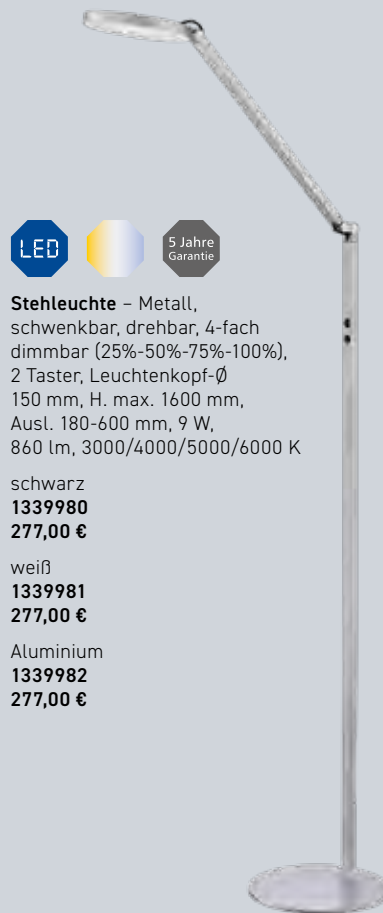 LED
5 Jahre
Garantie
Stehleuchte – Metall,
schwenkbar, drehbar, 4-fach
dimmbar (25%-50%-75%-100%),
2 Taster, Leuchtenkopf-Ø
150 mm, H. max. 1600 mm,
Ausl. 180-600 mm, 9 W,
860 lm, 3000/4000/5000/6000 K
schwarz
1339980
277,00 €
weiß
1339981
277,00 €
Aluminium
1339982
277,00 €